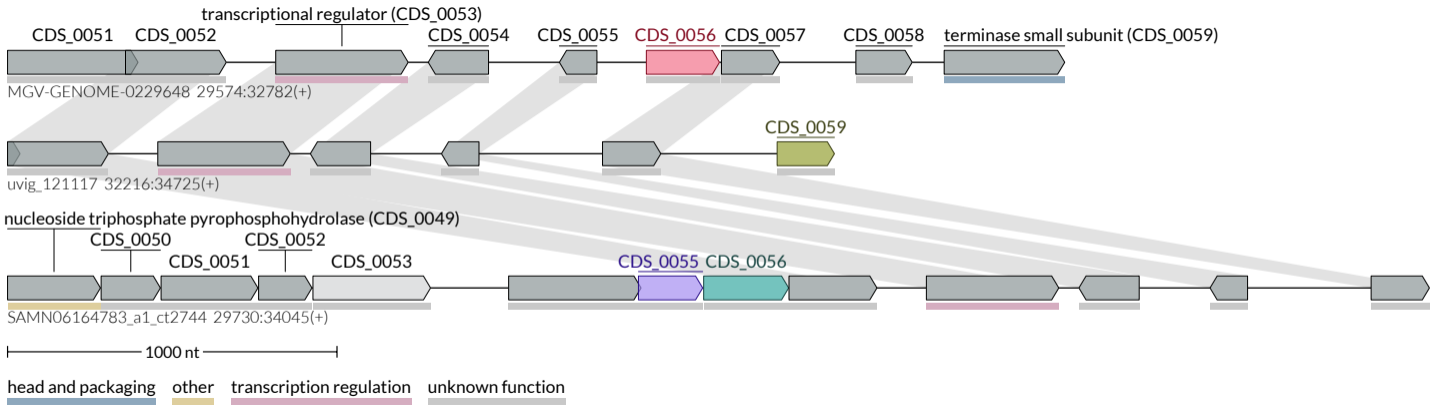 transcriptional regulator (CDS_0053)
CDS_0051 CDS_0052 CDS_0054 CDS_0055 CDS_0056 CDS_0057 CDS_0058 terminase small subunit (CDS_0059)
MGV-GENOME-0229648 29574:32782(+)
CDS_0059
uvig_121117 32216:34725(+)
nucleoside triphosphate pyrophosphohydrolase (CDS_0049)
CDS_0050 CDS_0052
CDS_0051 CDS_0053 CDS_0055 CDS_0056
SAMN06164783_a1_ct2744 29730:34045(+)
1000 nt
head and packaging other transcription regulation unknown function